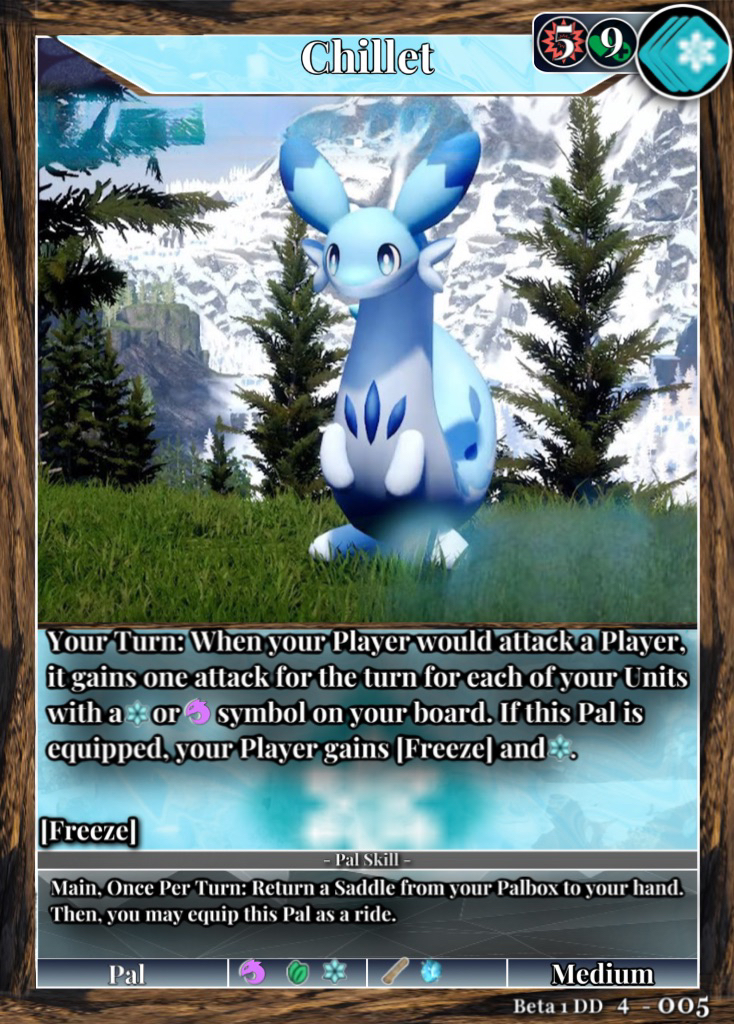 Chillet
5 9
Your Turn: When your Player would attack a Player,
it gains one attack for the turn for each of your Units
with a or symbol on your board. If this Pal is
equipped, your Player gains [Freeze] and .
[Freeze]
- Pal Skill -
Main, Once Per Turn: Return a Saddle from your Palbox to your hand.
Then, you may equip this Pal as a ride.
Pal Medium
Beta 1 DD 4 - 005